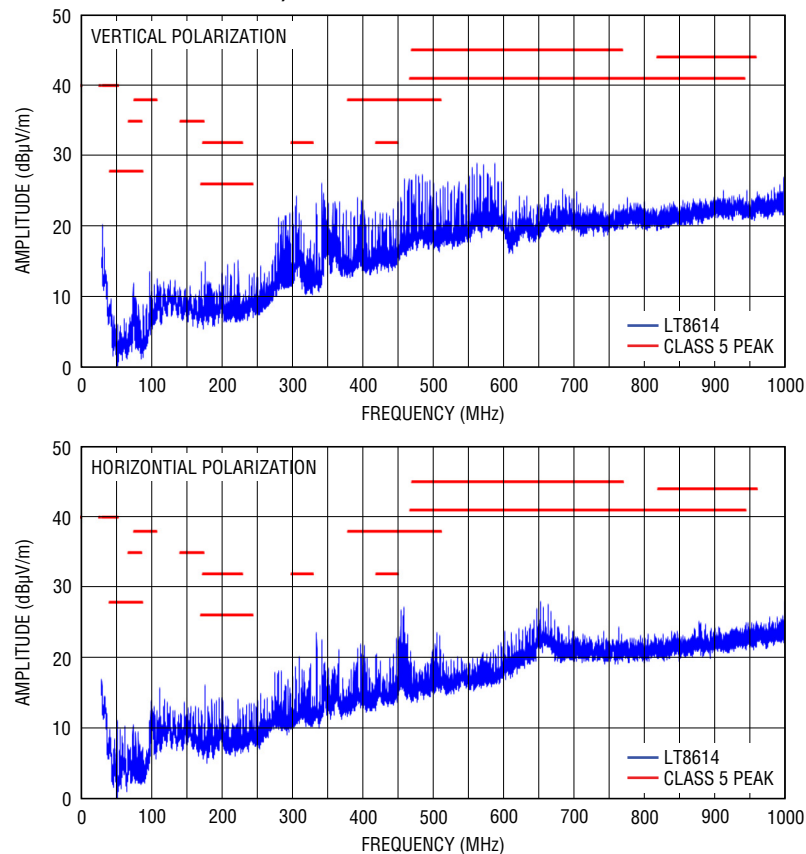 50
VERTICAL POLARIZATION
40
30
20
10
0
AMPLITUDE (dBµV/m)
LT8614
CLASS 5 PEAK
0 100 200 300 400 500 600 700 800 900 1000
FREQUENCY (MHz)
50
HORIZONTIAL POLARIZATION
40
30
20
10
0
AMPLITUDE (dBµV/m)
LT8614
CLASS 5 PEAK
0 100 200 300 400 500 600 700 800 900 1000
FREQUENCY (MHz)